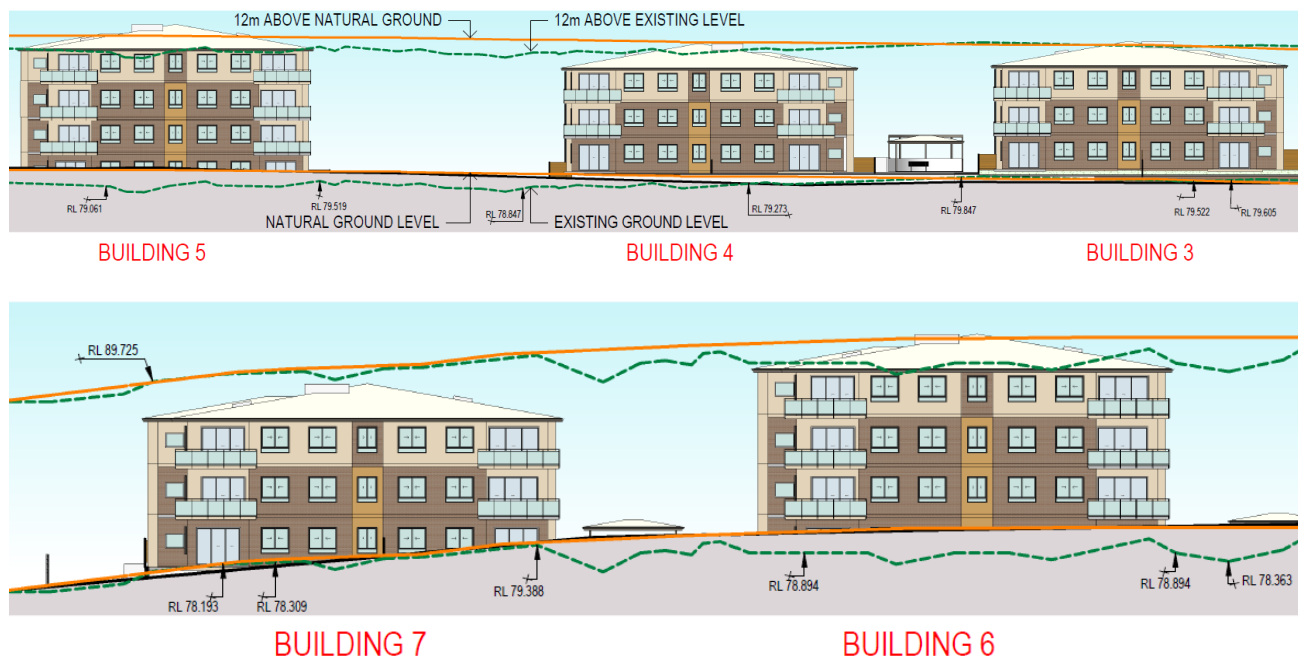 12m ABOVE NATURAL GROUND
12m ABOVE EXISTING LEVEL
RL 79.061
RL 79.519
NATURAL GROUND LEVEL
RL 78.847
EXISTING GROUND LEVEL
RL 79.273
RL 79.847
RL 79.522
RL 79.605
BUILDING 5
BUILDING 4
BUILDING 3
RL 89.725
RL 78.193
RL 78.309
RL 79.388
RL 78.894
RL 78.894
RL 78.363
BUILDING 7
BUILDING 6